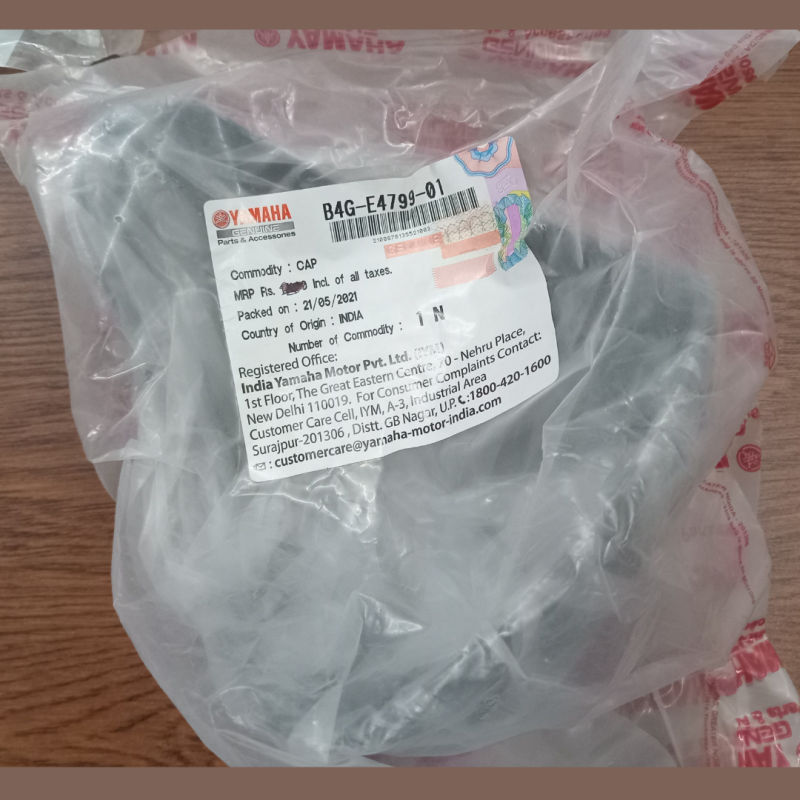 YAMAHA
YAMAHA
GENUINE
Parts & Accessories
B4G-E4799-01
Commodity : CAP
MRP Rs. Incl. of all taxes.
Packed on : 21/05/2021
Country of Origin : INDIA
Number of Commodity : 1 N
Registered Office:
India Yamaha Motor Pvt. Ltd. (IYM)
1st Floor, The Great Eastern Centre, 70 - Nehru Place,
New Delhi 110019. For Consumer Complaints Contact:
Customer Care Cell, IYM, A-3, Industrial Area
Surajpur-201306 , Distt. GB Nagar, U.P. :1800-420-1600
: customercare@yamaha-motor-india.com